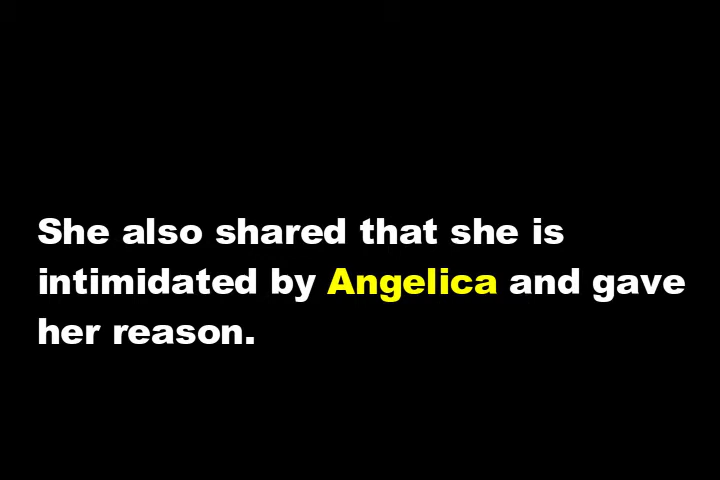 She also shared that she is
intimidated by Angelica and gave
her reason.